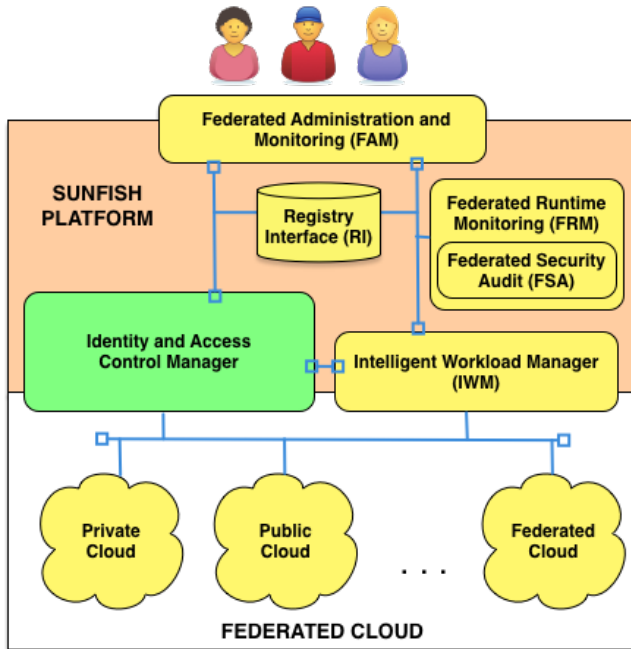 Federated Administration and
Monitoring (FAM)
SUNFISH
PLATFORM
Registry
Interface (RI)
Federated Runtime
Monitoring (FRM)
Federated Security
Audit (FSA)
Identity and Access
Control Manager
Intelligent Workload Manager
(IWM)
Private
Cloud
Public
Cloud
. . .
Federated
Cloud
FEDERATED CLOUD